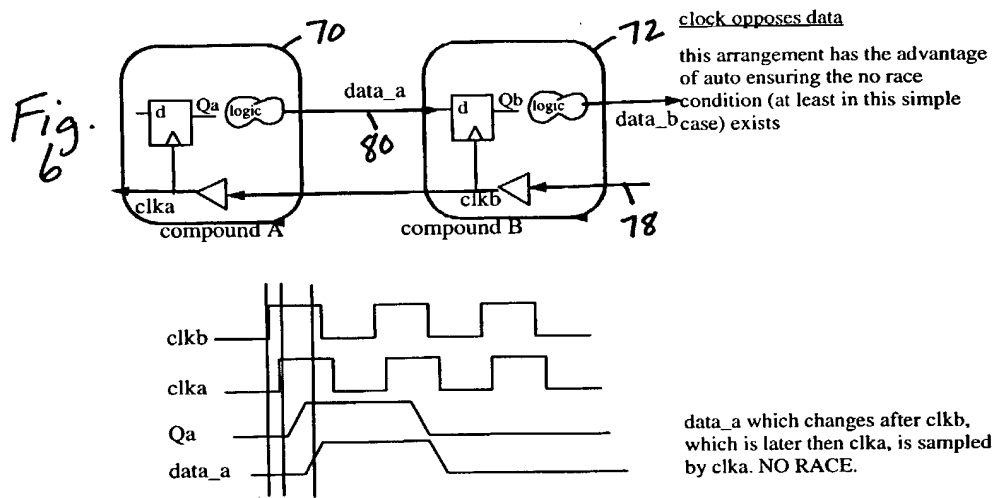 Fig. 6
70
72
clock opposes data
this arrangement has the advantage
of auto ensuring the no race
condition (at least in this simple
case) exists
d
Qa
logic
data_a
80
d
Qb
logic
data_b
clka
clkb
78
compound A
compound B
clkb
clka
Qa
data_a
data_a which changes after clkb,
which is later then clka, is sampled
by clka. NO RACE.